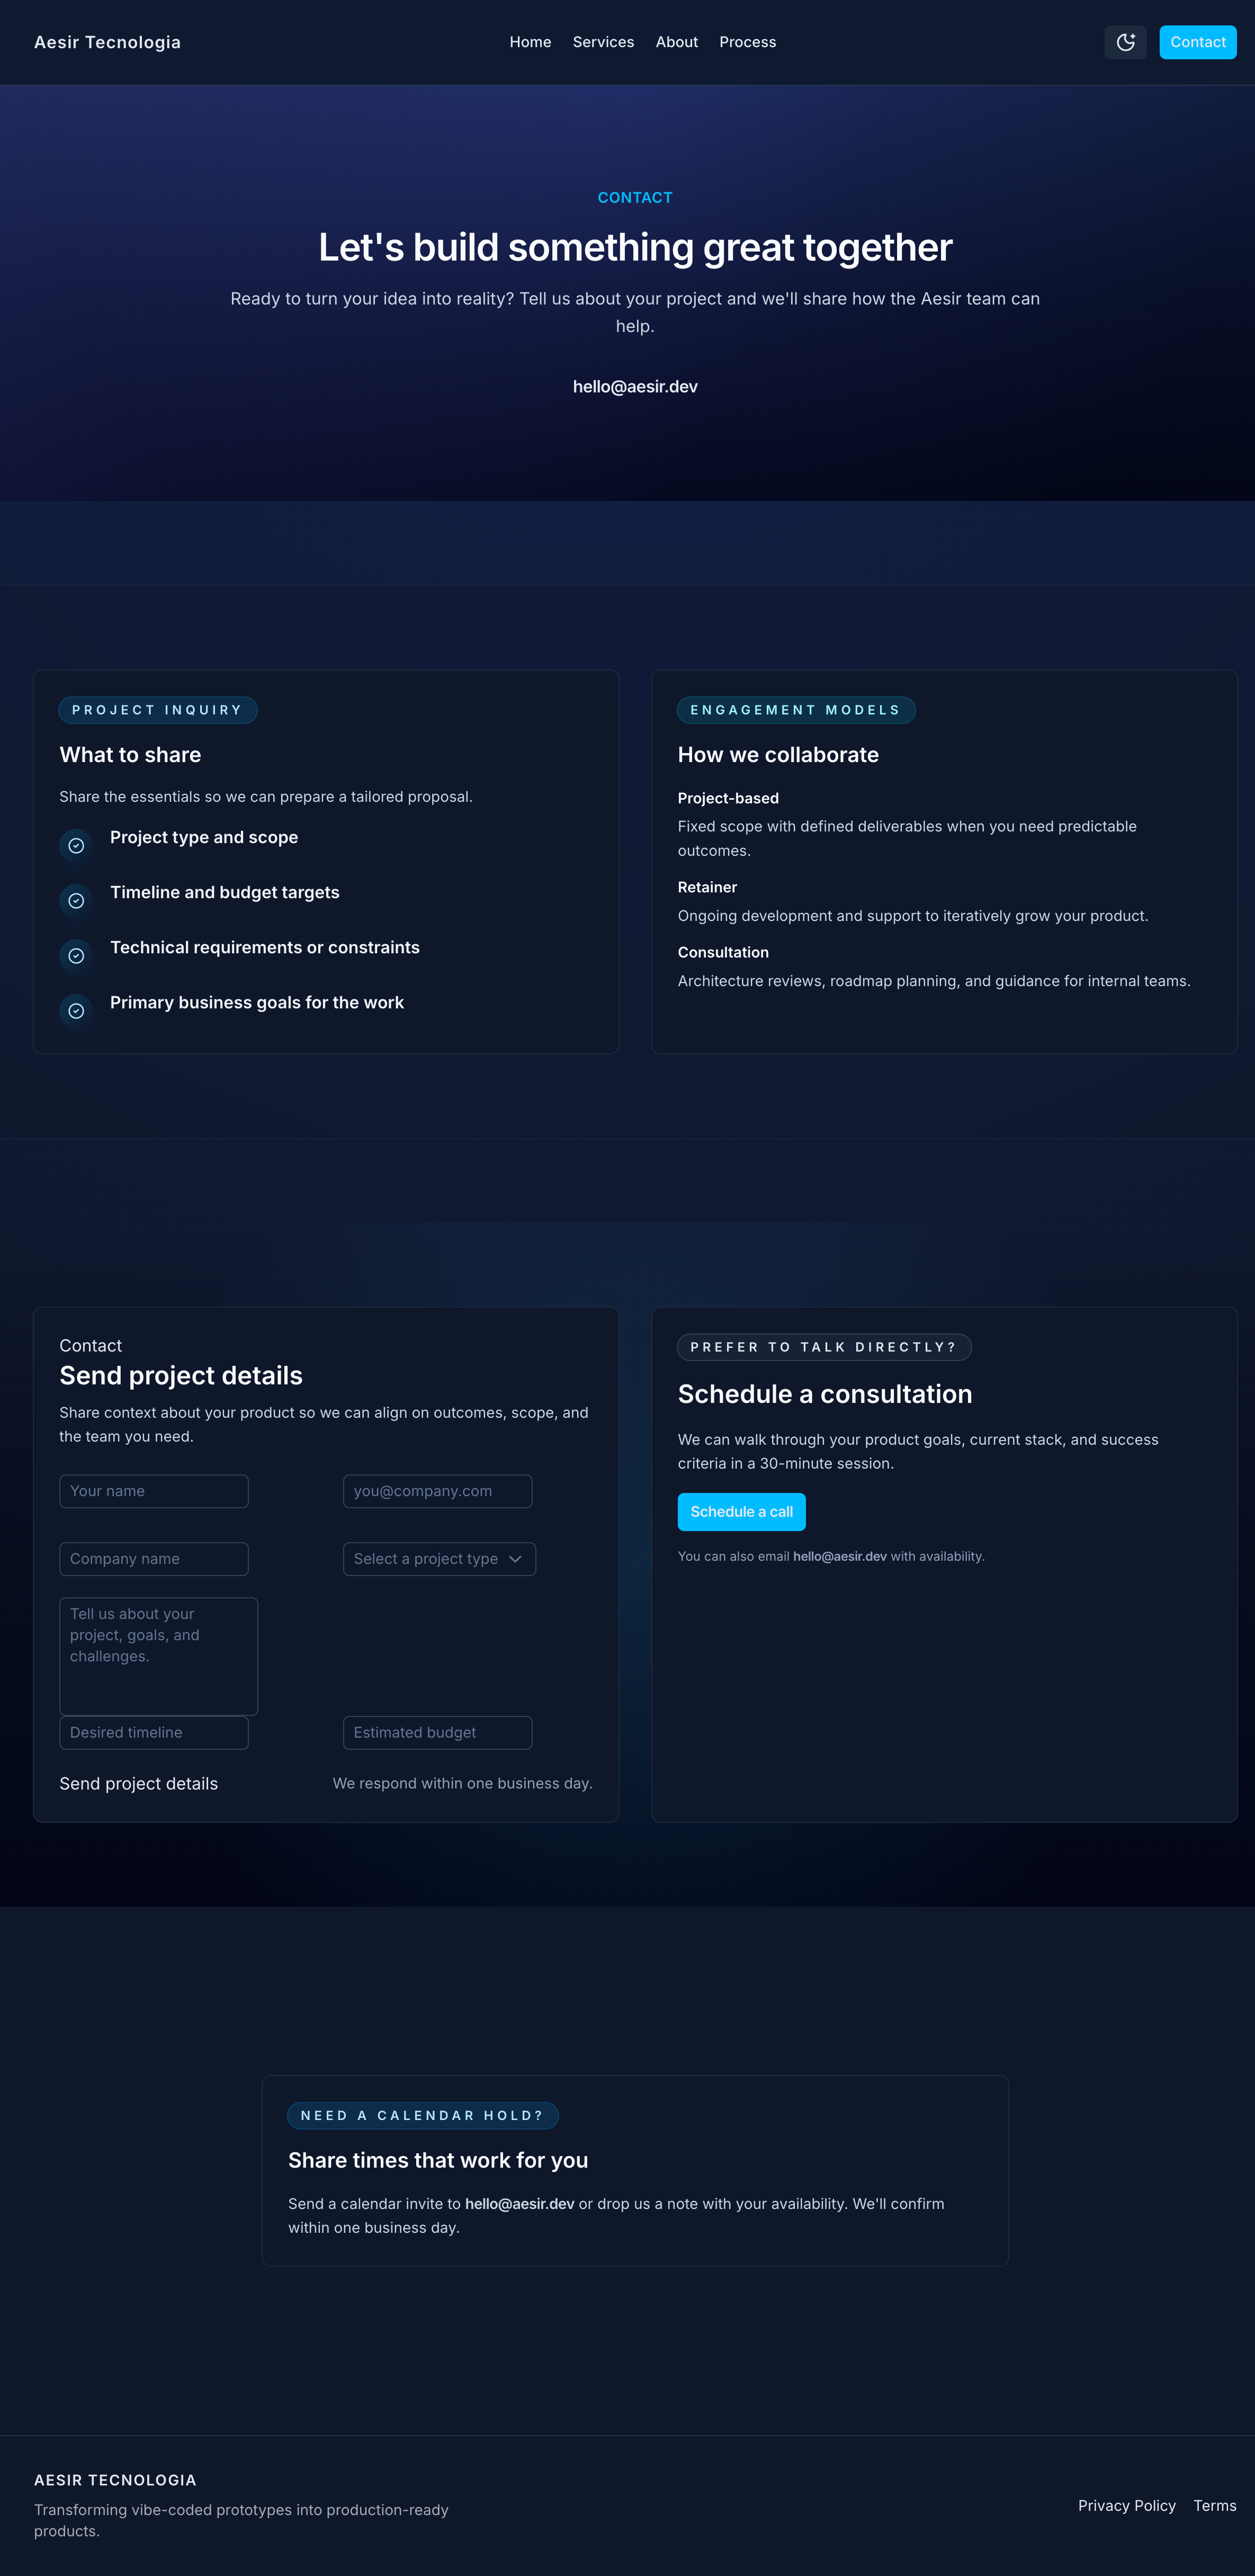 Aesir Tecnologia
Home Services About Process
Contact
CONTACT
Let's build something great together
Ready to turn your idea into reality? Tell us about your project and we'll share how the Aesir team can
help.
hello@aesir.dev
PROJECT INQUIRY
What to share
Share the essentials so we can prepare a tailored proposal.
Project type and scope
Timeline and budget targets
Technical requirements or constraints
Primary business goals for the work
ENGAGEMENT MODELS
How we collaborate
Project-based
Fixed scope with defined deliverables when you need predictable
outcomes.
Retainer
Ongoing development and support to iteratively grow your product.
Consultation
Architecture reviews, roadmap planning, and guidance for internal teams.
Contact
Send project details
Share context about your product so we can align on outcomes, scope, and
the team you need.
Your name
you@company.com
Company name
Select a project type
Tell us about your
project, goals, and
challenges.
Desired timeline
Estimated budget
Send project details
We respond within one business day.
PREFER TO TALK DIRECTLY?
Schedule a consultation
We can walk through your product goals, current stack, and success
criteria in a 30-minute session.
Schedule a call
You can also email hello@aesir.dev with availability.
NEED A CALENDAR HOLD?
Share times that work for you
Send a calendar invite to hello@aesir.dev or drop us a note with your availability. We'll confirm
within one business day.
AESIR TECNOLOGIA
Transforming vibe-coded prototypes into production-ready
products.
Privacy Policy Terms